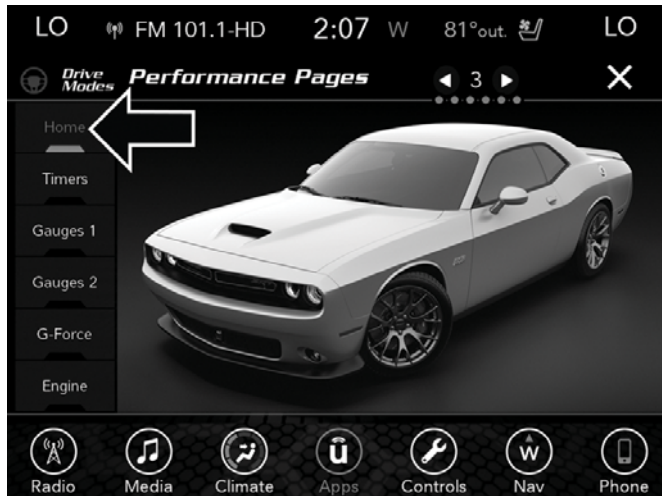 LO FM 101.1-HD 2:07 W 81°out. LO
Drive Modes Performance Pages 3 X
Home
Timers
Gauges 1
Gauges 2
G-Force
Engine
Radio Media Climate Apps Controls Nav Phone